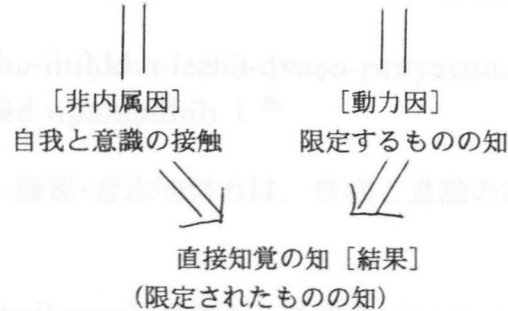 [非内属因] [動力因]
自我と意識の接触 限定するものの知
直接知覚の知[結果]
(限定されたものの知)